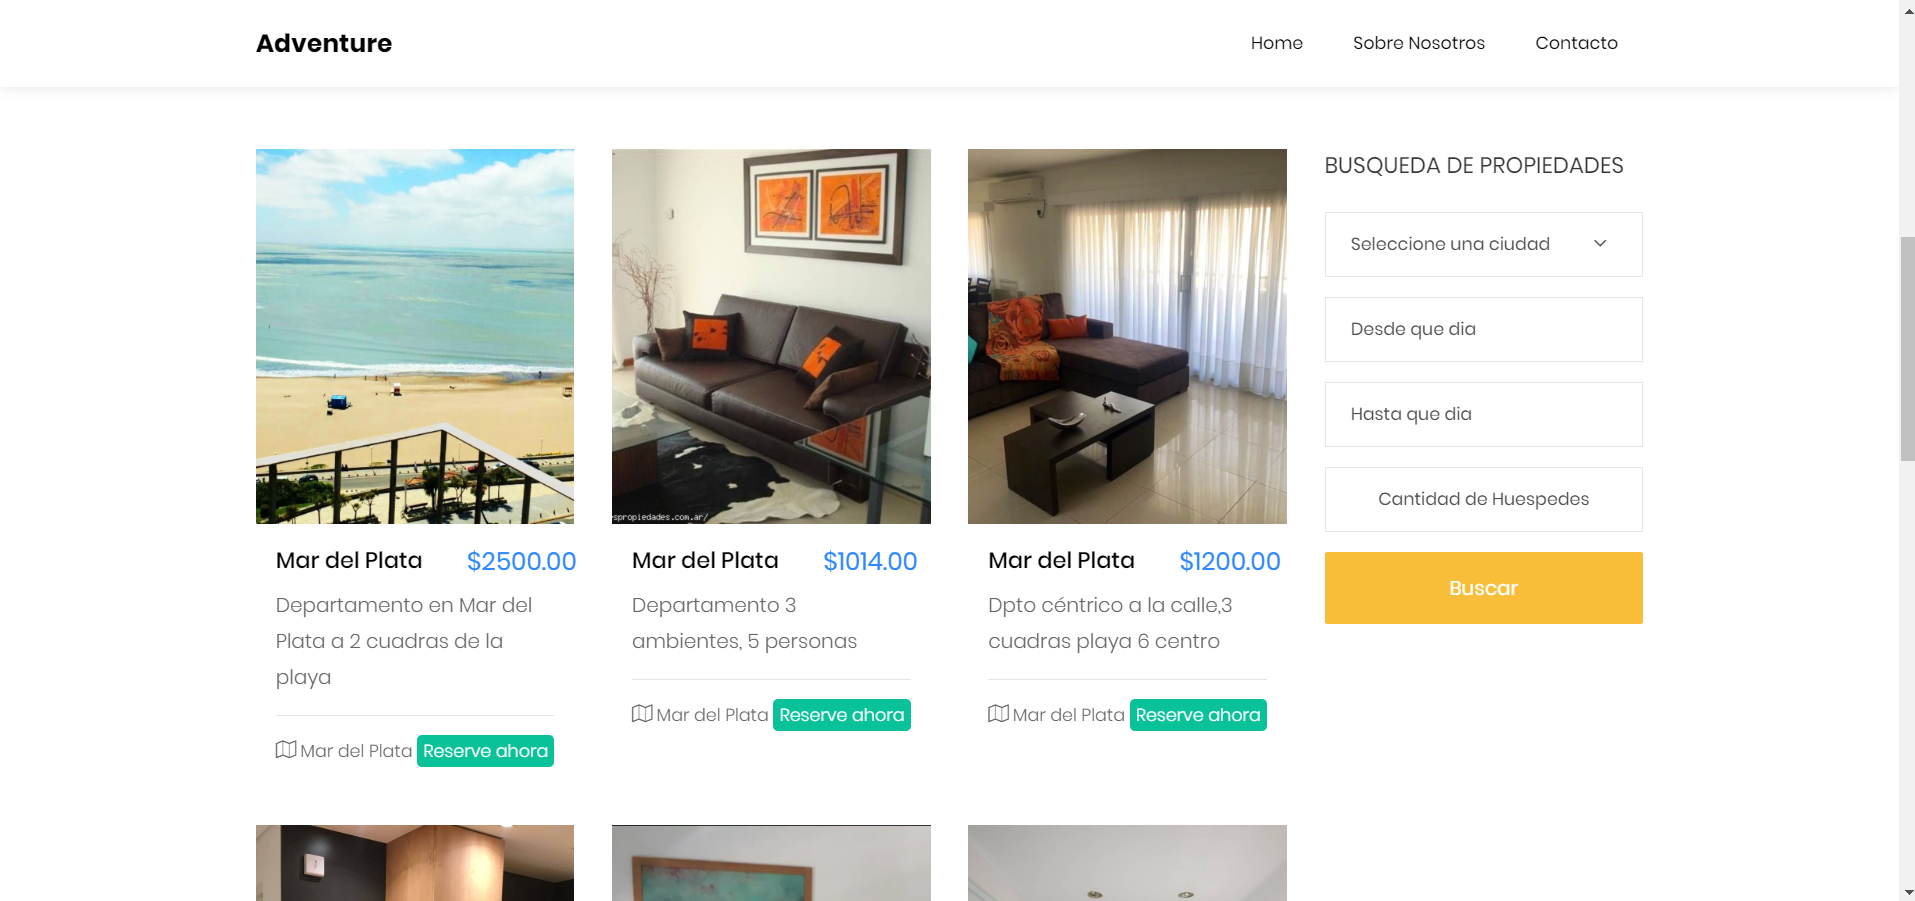 Adventure
Home
Sobre Nosotros
Contacto
BUSQUEDA DE PROPIEDADES
Seleccione una ciudad
Desde que dia
Hasta que dia
Cantidad de Huespedes
Buscar
spropiedades.com.ar/
Mar del Plata
$2500.00
Departamento en Mar del
Plata a 2 cuadras de la
playa
Mar del Plata
Reserve ahora
Mar del Plata
$1014.00
Departamento 3
ambientes, 5 personas
Mar del Plata
Reserve ahora
Mar del Plata
$1200.00
Dpto céntrico a la calle,3
cuadras playa 6 centro
Mar del Plata
Reserve ahora